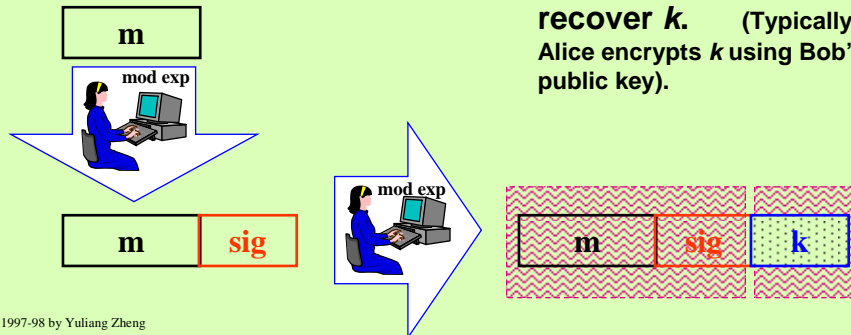 recover k. (Typically
Alice encrypts k using Bob'
public key).
m
mod exp
m sig
mod exp
m sig k
1997-98 by Yuliang Zheng